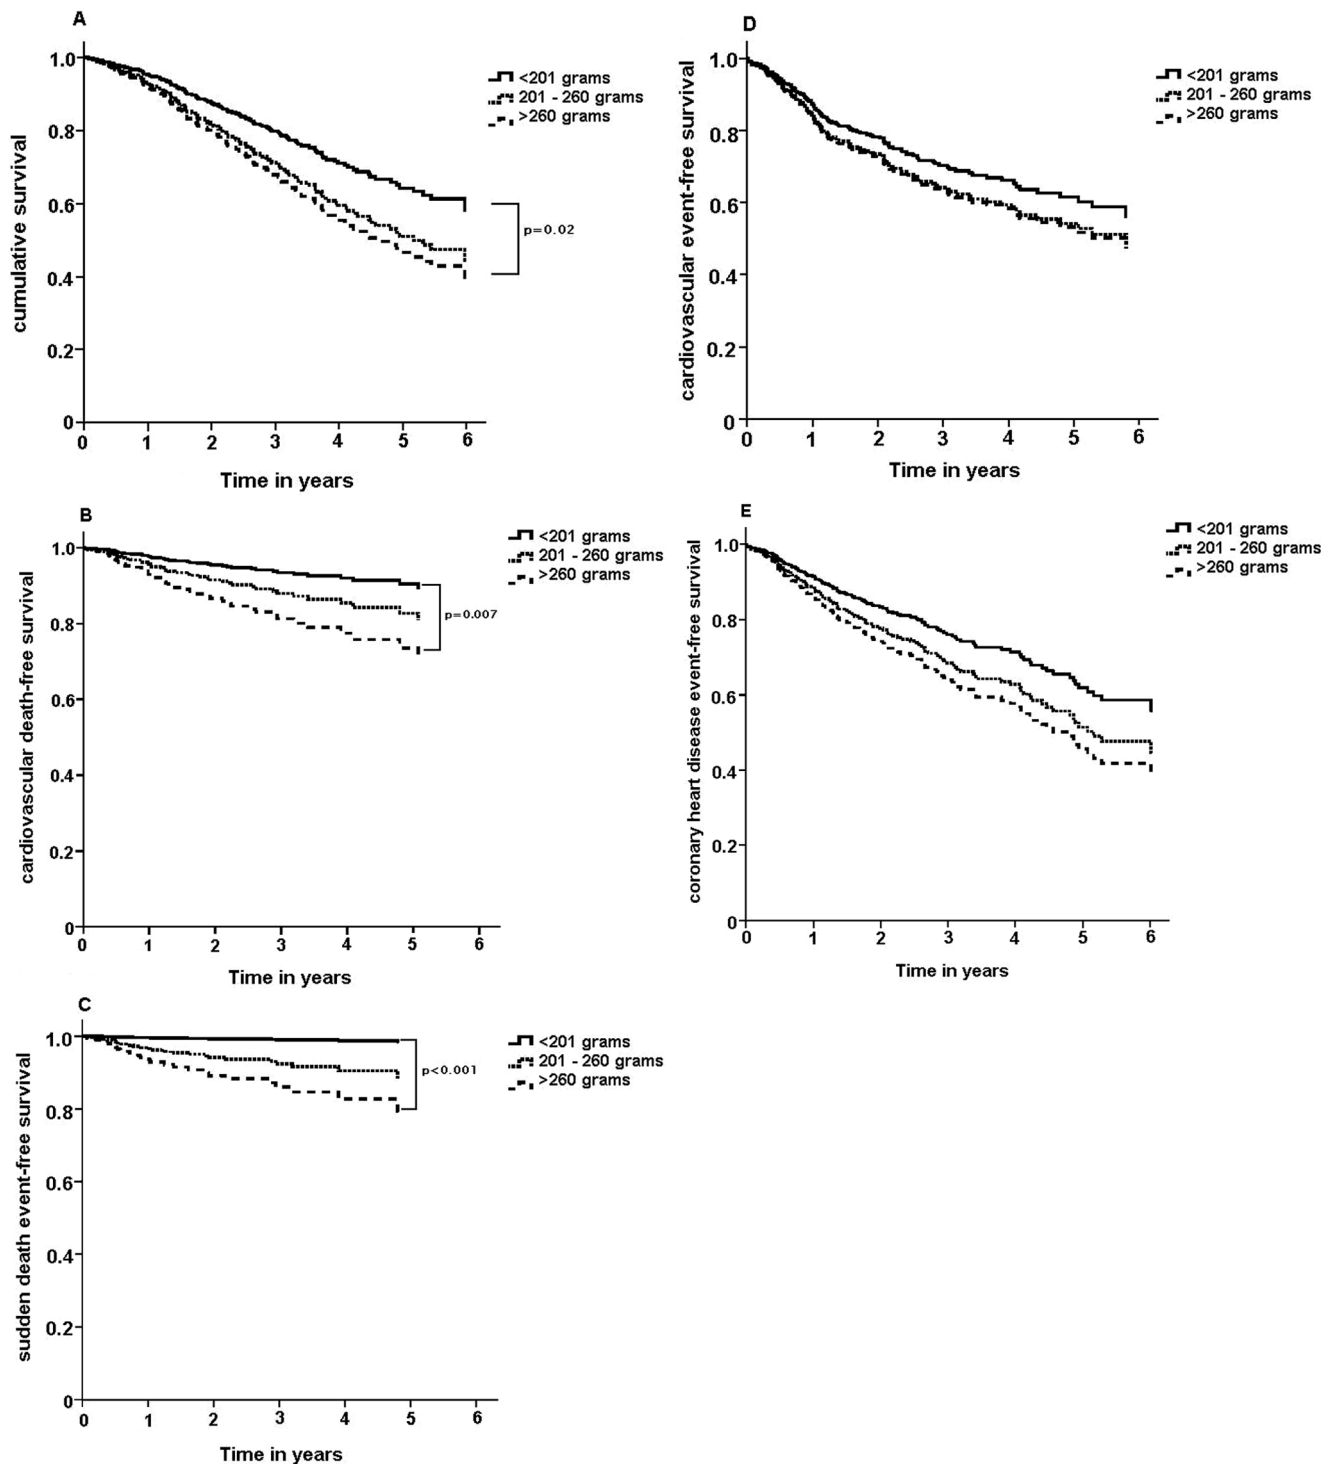 A
cumulative survival
1.0
0.8
0.6
0.4
0.2
0
0 1 2 3 4 5 6
Time in years
<201 grams
201 - 260 grams
>260 grams
p=0.02
D
cardiovascular event-free survival
1.0
0.8
0.6
0.4
0.2
0
0 1 2 3 4 5 6
Time in years
<201 grams
201 - 260 grams
>260 grams
B
cardiovascular death-free survival
1.0
0.8
0.6
0.4
0.2
0
0 1 2 3 4 5 6
Time in years
<201 grams
201 - 260 grams
>260 grams
p=0.007
E
coronary heart disease event-free survival
1.0
0.8
0.6
0.4
0.2
0
0 1 2 3 4 5 6
Time in years
<201 grams
201 - 260 grams
>260 grams
C
sudden death event-free survival
1.0
0.8
0.6
0.4
0.2
0
0 1 2 3 4 5 6
Time in years
<201 grams
201 - 260 grams
>260 grams
p<0.001